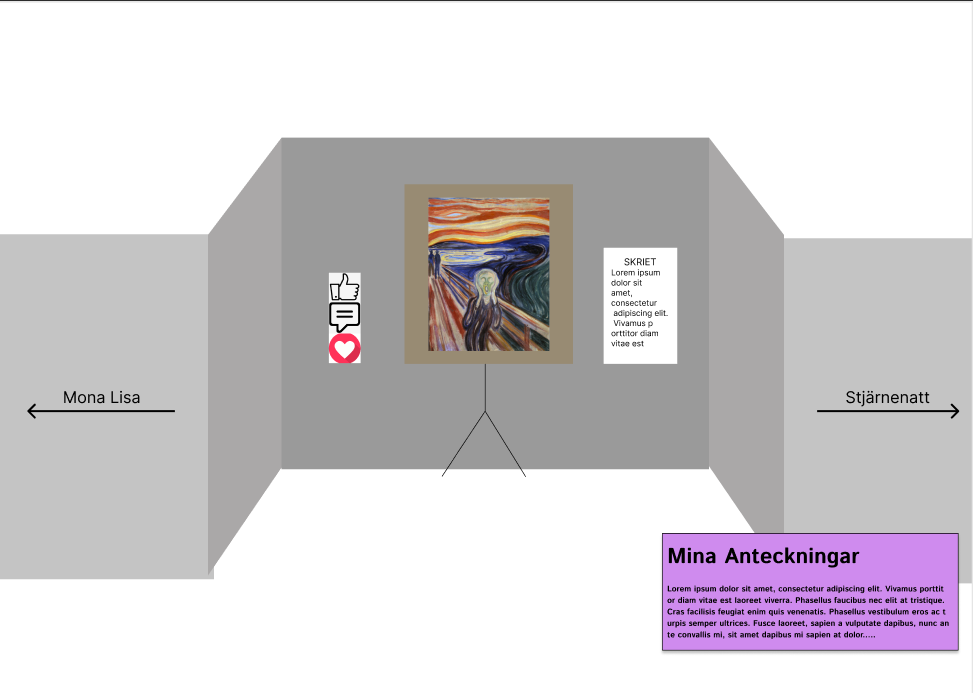 SKRIET
Lorem ipsum
dolor sit
amet,
consectetur
adipiscing elit.
Vivamus p
orttitor diam
vitae est
Mona Lisa
Stjärnenatt
Mina Anteckningar
Lorem ipsum dolor sit amet, consectetur adipiscing elit. Vivamus porttit
or diam vitae est laoreet viverra. Phasellus faucibus nec elit at tristique.
Cras facilisis feugiat enim quis venenatis. Phasellus vestibulum eros ac t
urpis semper ultrices. Fusce laoreet, sapien a vulputate dapibus, nunc an
te convallis mi, sit amet dapibus mi sapien at dolor.....